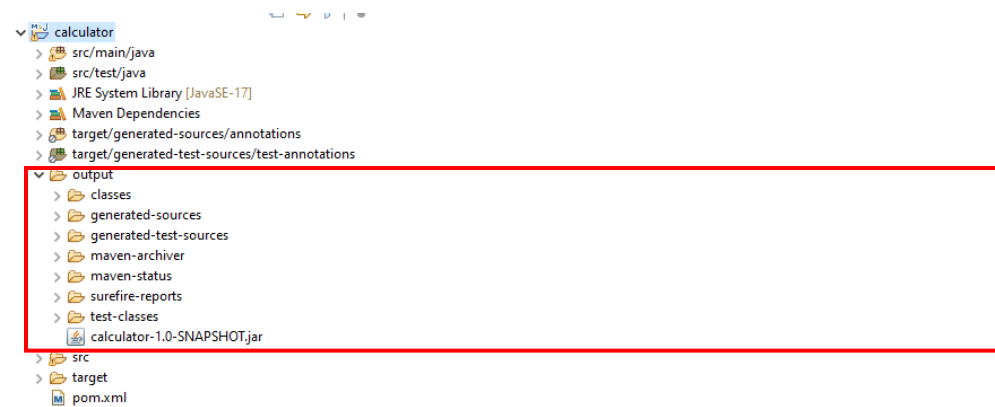 calculator
src/main/java
src/test/java
JRE System Library [JavaSE-17]
Maven Dependencies
target/generated-sources/annotations
target/generated-test-sources/test-annotations
output
classes
generated-sources
generated-test-sources
maven-archiver
maven-status
surefire-reports
test-classes
calculator-1.0-SNAPSHOT.jar
src
target
pom.xml